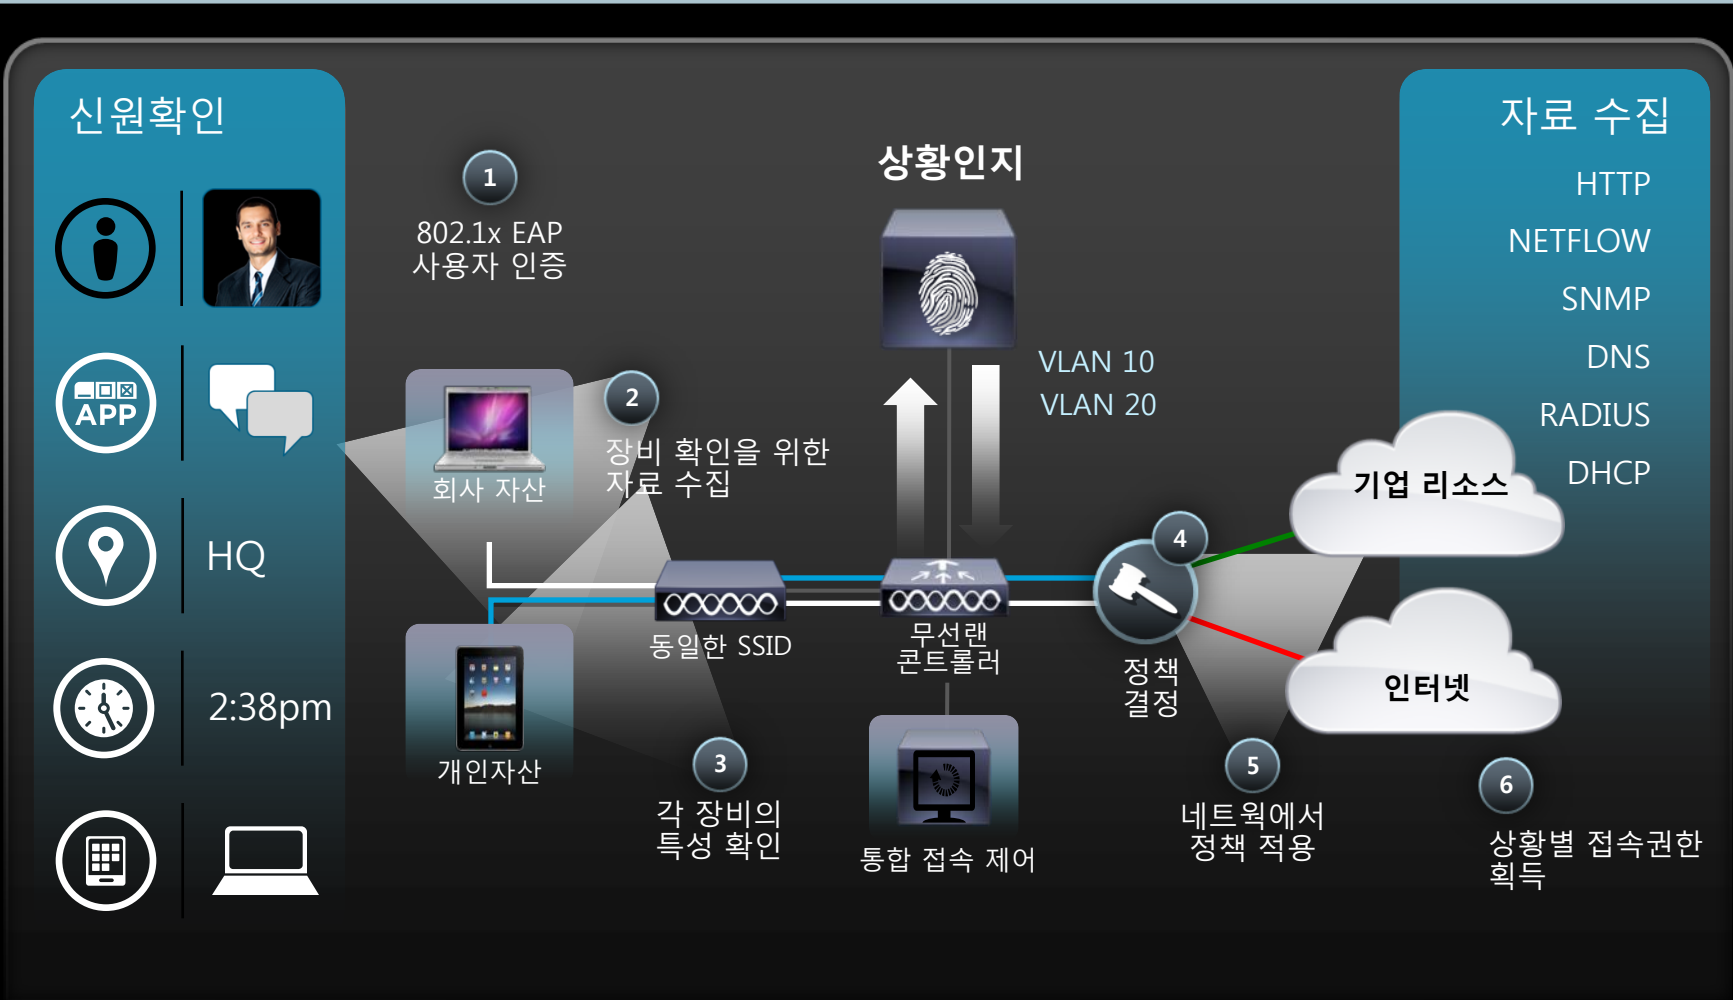 신원확인
APP
HQ
2:38pm
1
802.1x EAP
사용자 인증
회사 자산
2
장비 확인을 위한
자료 수집
개인자산
3
각 장비의
특성 확인
동일한 SSID
상황인지
VLAN 10
VLAN 20
무선랜
콘트롤러
통합 접속 제어
4
정책
결정
5
네트웍에서
정책 적용
기업 리소스
인터넷
6
상황별 접속권한
획득
자료 수집
HTTP
NETFLOW
SNMP
DNS
RADIUS
DHCP